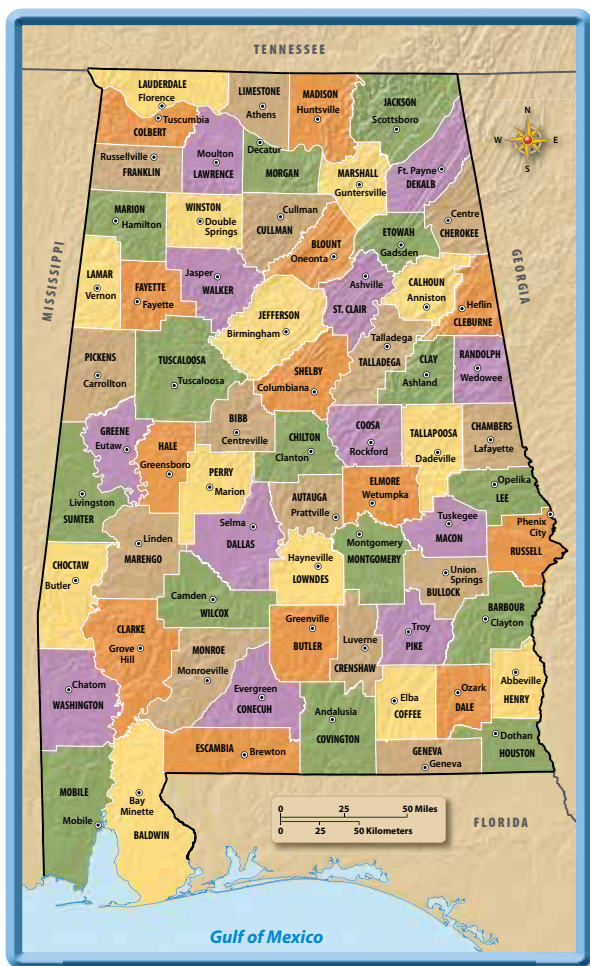 TENNESSEE
LAUDERDALE
Florence
LIMESTONE
Athens
MADISON
Huntsville
JACKSON
Scottsboro
N
W
E
S
Tuscumbia
COLBERT
Russellville
FRANKLIN
Moulton
LAWRENCE
Decatur
MORGAN
MARSHALL
Guntersville
Ft. Payne
DEKALB
MARION
Hamilton
WINSTON
Double
Springs
Cullman
CULLMAN
BLOUNT
Oneonta
ETOWAH
Gadsden
Centre
CHEROKEE
MISSISSIPPI
GEORGIA
LAMAR
Vernon
FAYETTE
Fayette
Jasper
WALKER
JEFFERSON
Birmingham
Ashville
ST. CLAIR
CALHOUN
Anniston
Heflin
CLEBURNE
PICKENS
Carrollton
TUSCALOOSA
Tuscaloosa
SHELBY
Columbiana
Talladega
TALLADEGA
CLAY
Ashland
RANDOLPH
Wedowee
GREENE
Eutaw
HALE
Greensboro
BIBB
Centreville
CHILTON
Clanton
COOSA
Rockford
TALLAPOOSA
Dadeville
CHAMBERS
Lafayette
PERRY
Marion
Livingston
SUMTER
AUTAUGA
Prattville
ELMORE
Wetumpka
Opelika
LEE
Selma
DALLAS
Tuskegee
MACON
Phenix
City
RUSSELL
Linden
MARENGO
CHOCTAW
Butler
Hayneville
LOWNDES
Montgomery
MONTGOMERY
Union
Springs
BULLOCK
Camden
WILCOX
BARBOUR
Clayton
CLARKE
Grove
Hill
MONROE
Monroeville
Greenville
BUTLER
Luverne
CRENSHAW
Troy
PIKE
Chatom
WASHINGTON
Evergreen
CONECUH
Andalusia
COVINGTON
Elba
COFFEE
Ozark
DALE
Abbeville
HENRY
Dothan
HOUSTON
GENEVA
Geneva
ESCAMBIA
Brewton
MOBILE
Mobile
Bay
Minette
BALDWIN
0 25 50 Miles
0 25 50 Kilometers
FLORIDA
Gulf of Mexico